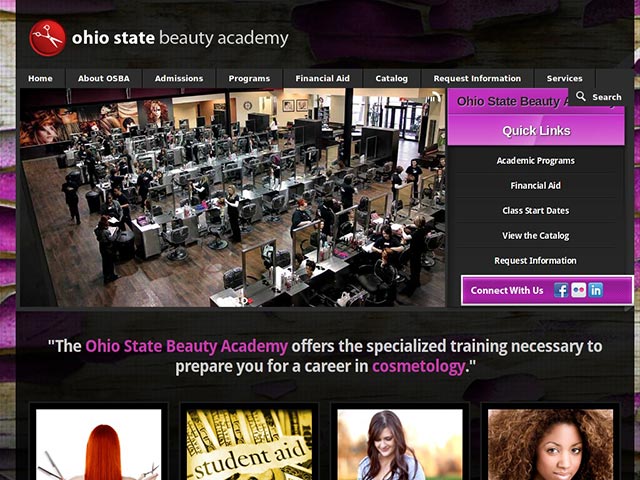 ohio state beauty academy
Home About OSBA Admissions Programs Financial Aid Catalog Request Information Services
Search
Ohio State Beauty A
Quick Links
Academic Programs
Financial Aid
Class Start Dates
View the Catalog
Request Information
Connect With Us
"The Ohio State Beauty Academy offers the specialized training necessary to
prepare you for a career in cosmetology."
student aid